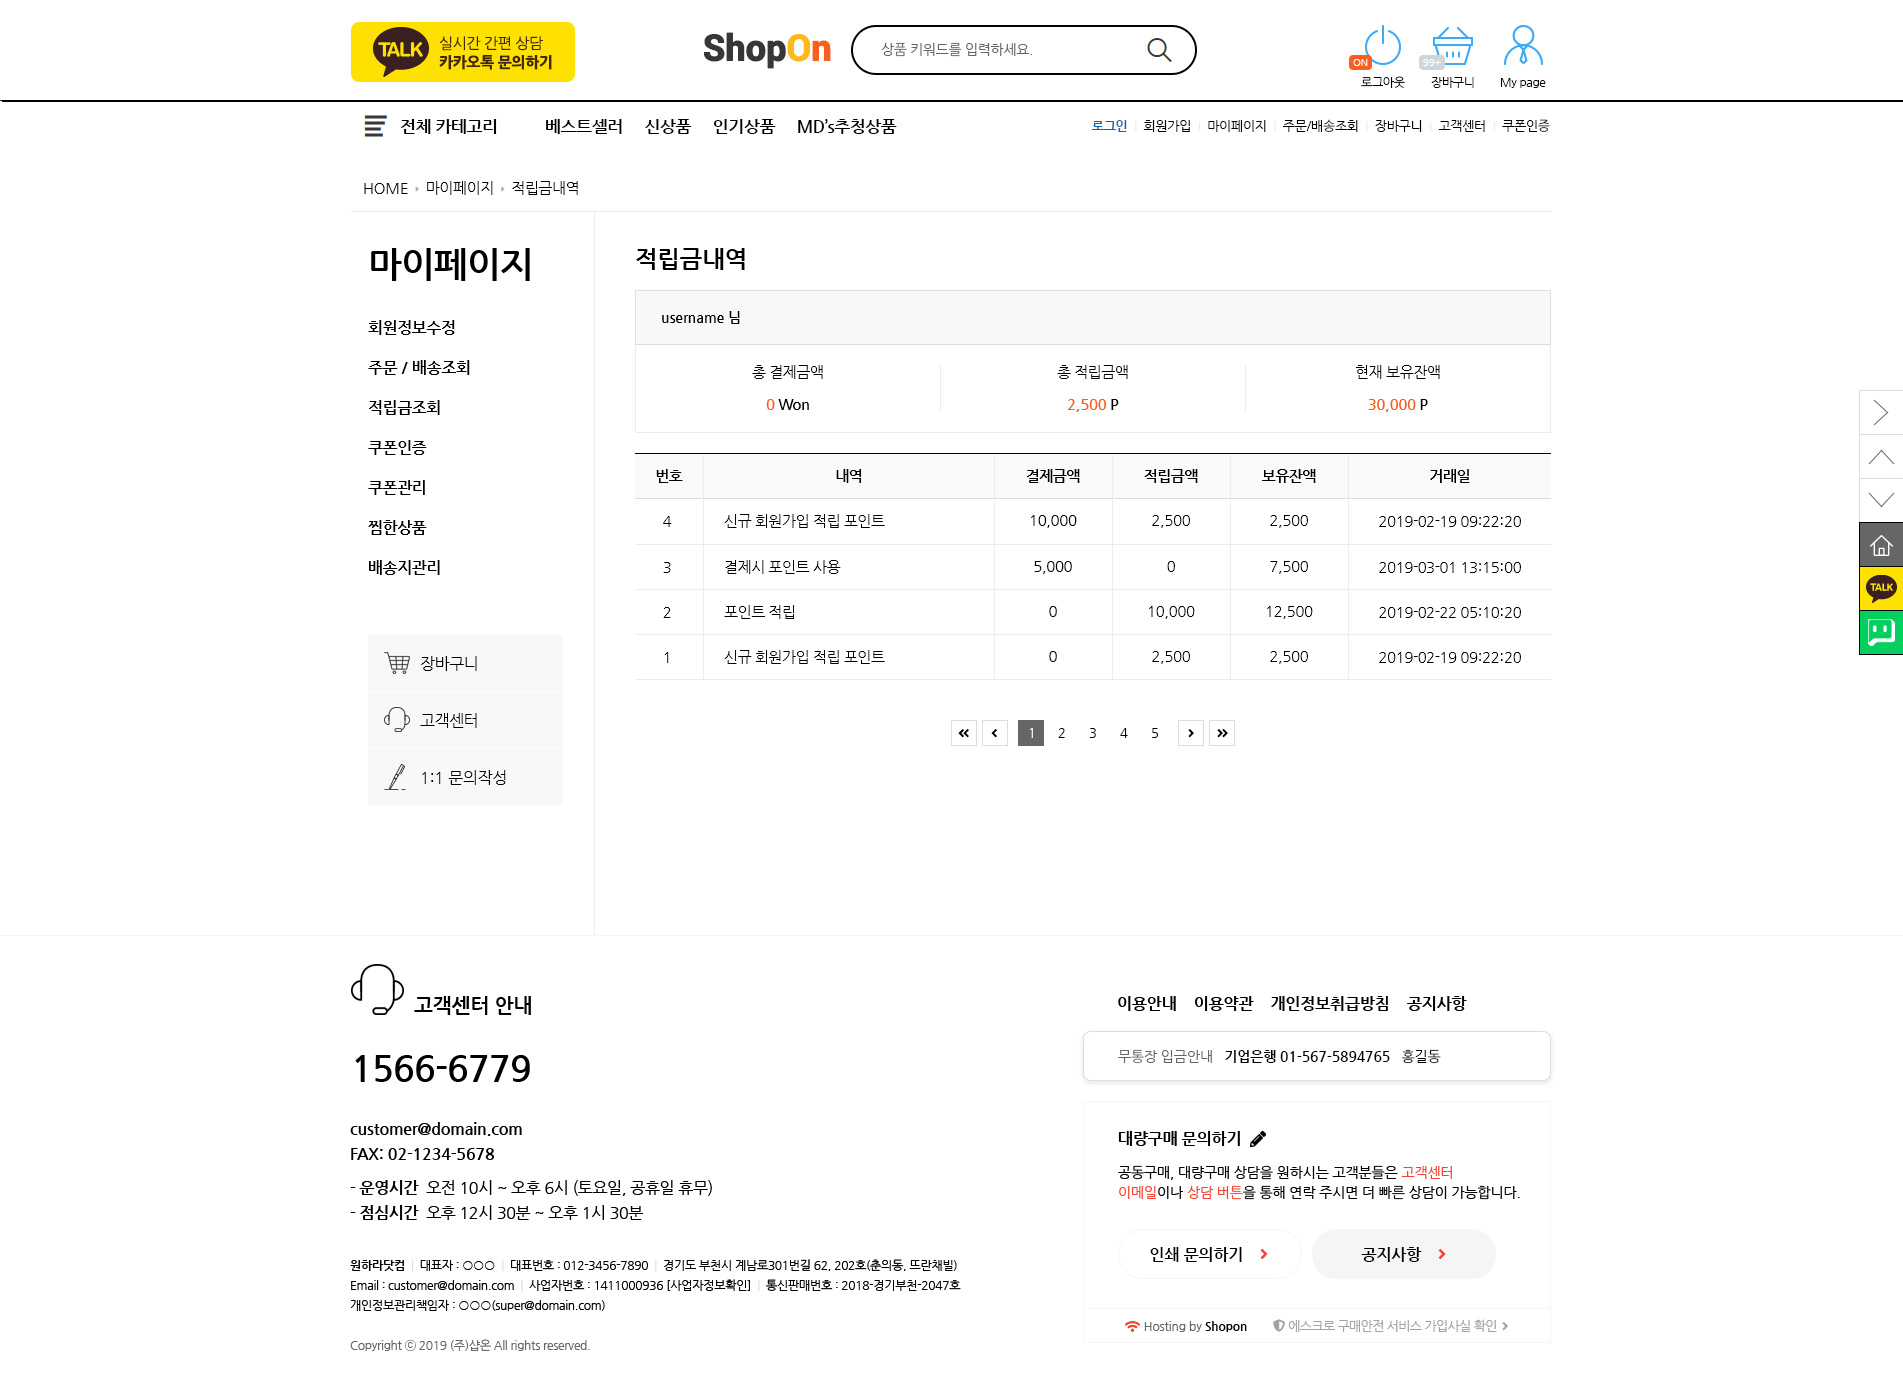 TALK 실시간 간편 상담
카카오톡 문의하기
ShopOn
상품 키워드를 입력하세요.
ON 로그아웃
99+ 장바구니
My page
전체 카테고리 베스트셀러 신상품 인기상품 MD's추청상품
로그인 회원가입 마이페이지 주문/배송조회 장바구니 고객센터 쿠폰인증
HOME 마이페이지 적립금내역
마이페이지
회원정보수정
주문 / 배송조회
적립금조회
쿠폰인증
쿠폰관리
찜한상품
배송지관리
장바구니
고객센터
1:1 문의작성
적립금내역
username 님
총 결제금액 총 적립금액 현재 보유잔액
0 Won 2,500 P 30,000 P
번호 내역 결제금액 적립금액 보유잔액 거래일
4 신규 회원가입 적립 포인트 10,000 2,500 2,500 2019-02-19 09:22:20
3 결제시 포인트 사용 5,000 0 7,500 2019-03-01 13:15:00
2 포인트 적립 0 10,000 12,500 2019-02-22 05:10:20
1 신규 회원가입 적립 포인트 0 2,500 2,500 2019-02-19 09:22:20
1 2 3 4 5
TALK
고객센터 안내
1566-6779
customer@domain.com
FAX: 02-1234-5678
- 운영시간 오전 10시 ~ 오후 6시 (토요일, 공휴일 휴무)
- 점심시간 오후 12시 30분 ~ 오후 1시 30분
원하라닷컴 | 대표자 : ○○○ | 대표번호 : 012-3456-7890 | 경기도 부천시 계남로301번길 62, 202호(춘의동, 뜨란채빌)
Email : customer@domain.com | 사업자번호 : 1411000936 [사업자정보확인] | 통신판매번호 : 2018-경기부천-2047호
개인정보관리책임자 : ○○○(super@domain.com)
Copyright ⓒ 2019 (주)샵온 All rights reserved.
이용안내 이용약관 개인정보취급방침 공지사항
무통장 입금안내 기업은행 01-567-5894765 홍길동
대량구매 문의하기
공동구매, 대량구매 상담을 원하시는 고객분들은 고객센터
이메일이나 상담 버튼을 통해 연락 주시면 더 빠른 상담이 가능합니다.
인쇄 문의하기 공지사항
Hosting by Shopon 에스크로 구매안전 서비스 가입사실 확인